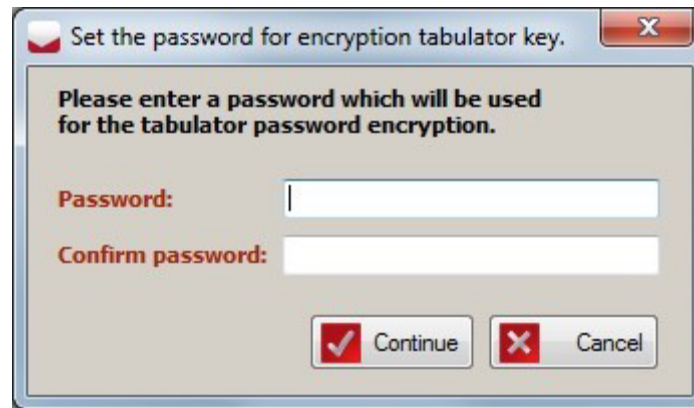 Set the password for encryption tabulator key.
Please enter a password which will be used
for the tabulator password encryption.
Password:
Confirm password:
Continue Cancel